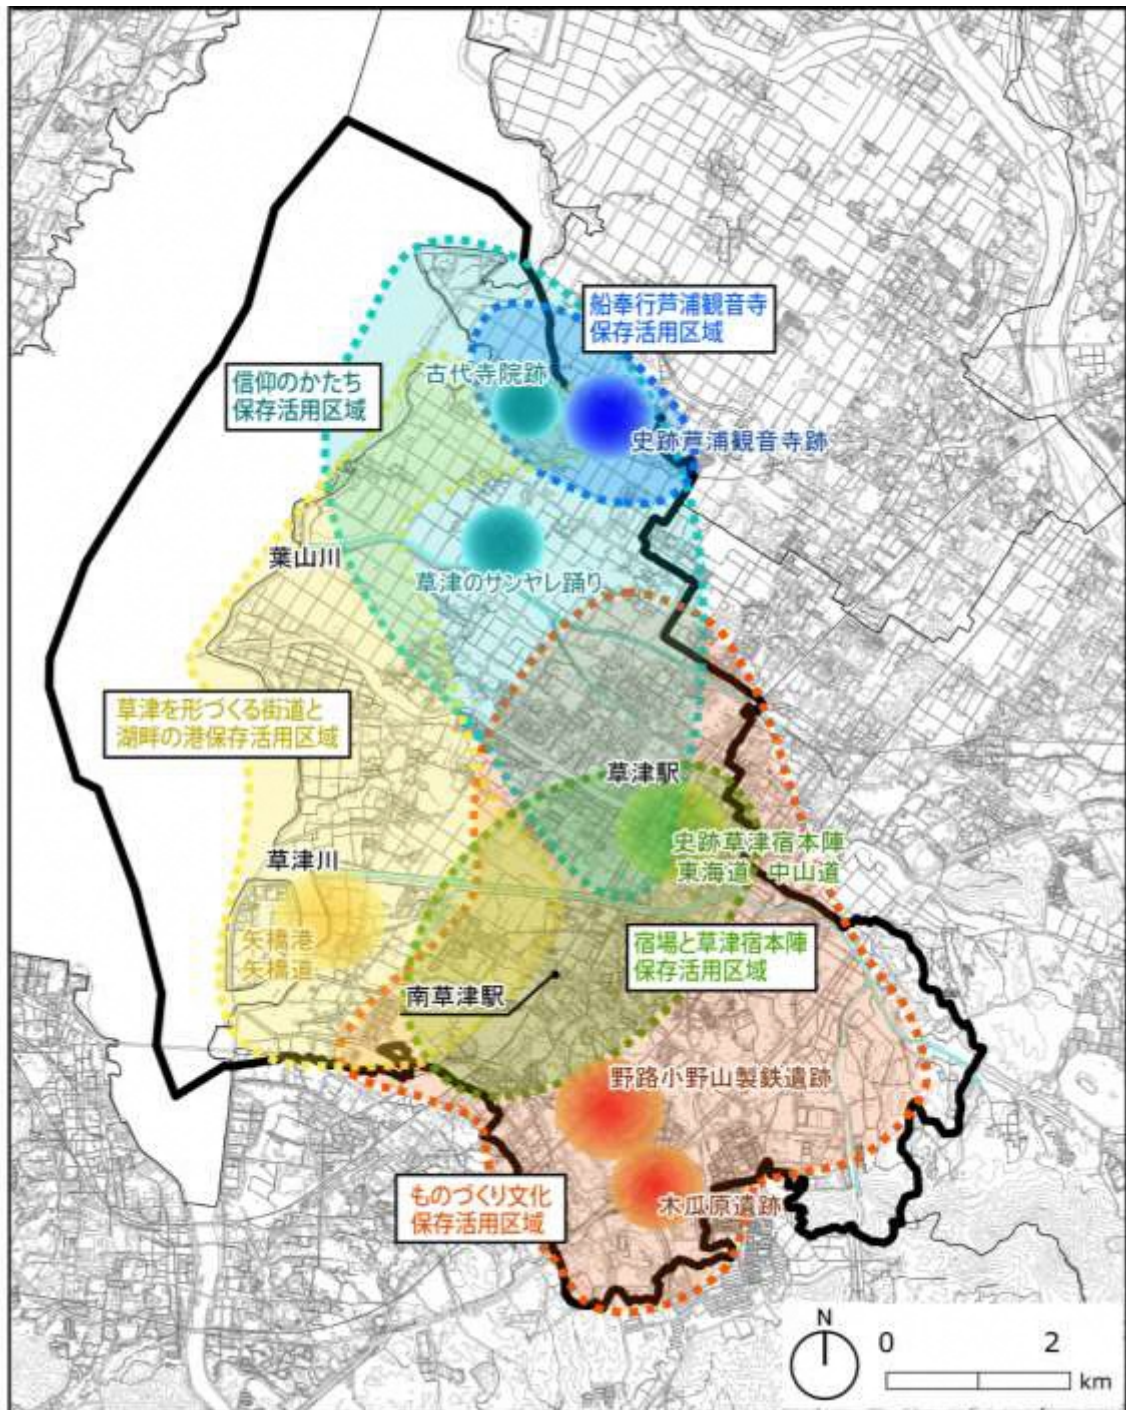 船奉行芦浦観音寺
保存活用区域
信仰のかたち
保存活用区域
古代寺院跡
史跡芦浦観音寺跡
葉山川
草津のサンヤレ踊り
草津を形づくる街道と
湖畔の港保存活用区域
草津駅
史跡草津宿本陣
東海道 中山道
草津川
矢橋港
矢橋道
宿場と草津宿本陣
保存活用区域
南草津駅
野路小野山製鉄遺跡
ものづくり文化
保存活用区域
木瓜原遺跡
N
0 2
km